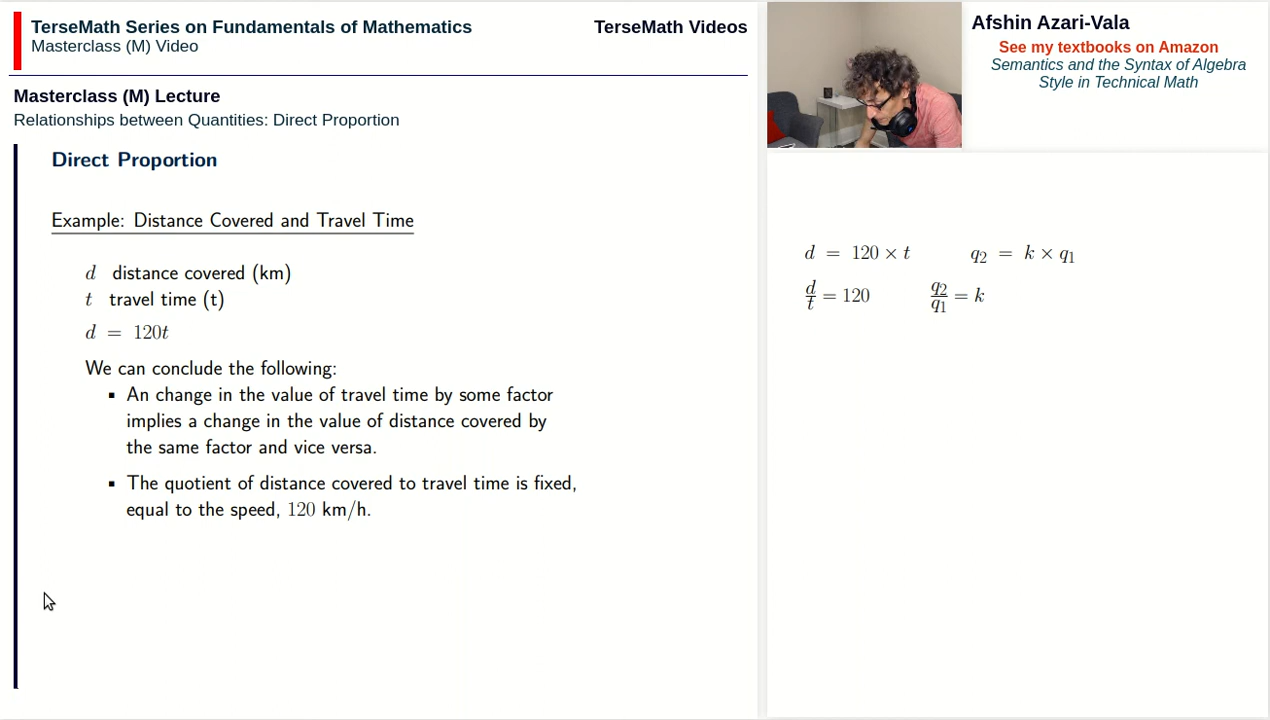 TerseMath Series on Fundamentals of Mathematics
Masterclass (M) Video
TerseMath Videos
Masterclass (M) Lecture
Relationships between Quantities: Direct Proportion
Direct Proportion
Example: Distance Covered and Travel Time
d distance covered (km)
t travel time (t)
d = 120t
We can conclude the following:
▪ An change in the value of travel time by some factor
implies a change in the value of distance covered by
the same factor and vice versa.
▪ The quotient of distance covered to travel time is fixed,
equal to the speed, 120 km/h.
Afshin Azari-Vala
See my textbooks on Amazon
Semantics and the Syntax of Algebra
Style in Technical Math
d = 120 × t q₂ = k × q₁
d/t = 120 q₂/q₁ = k